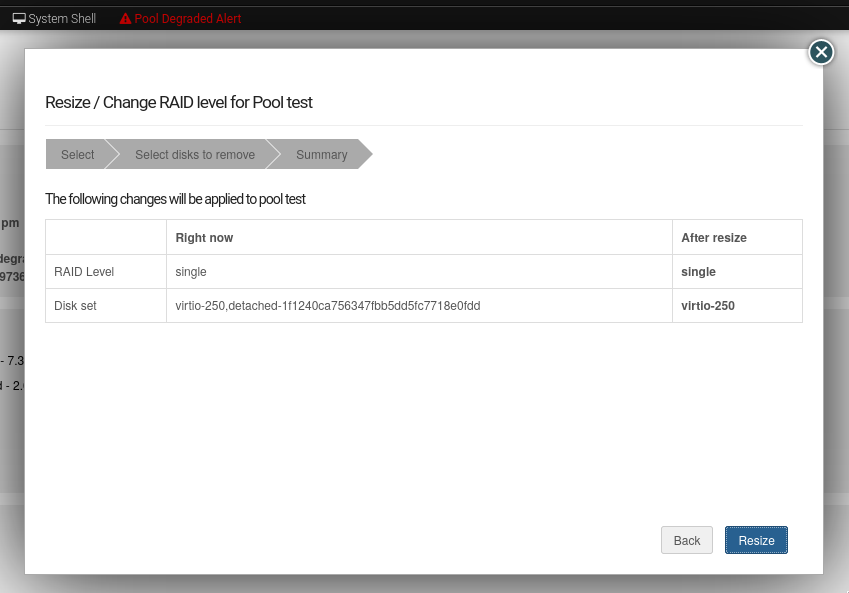 System Shell Pool Degraded Alert
Resize / Change RAID level for Pool test
Select Select disks to remove Summary
pm
The following changes will be applied to pool test
Right now After resize
degra
9736
RAID Level single single
Disk set virtio-250,detached-1f1240ca756347fbb5dd5fc7718e0fdd virtio-250
- 7.3
d - 2.
Back Resize